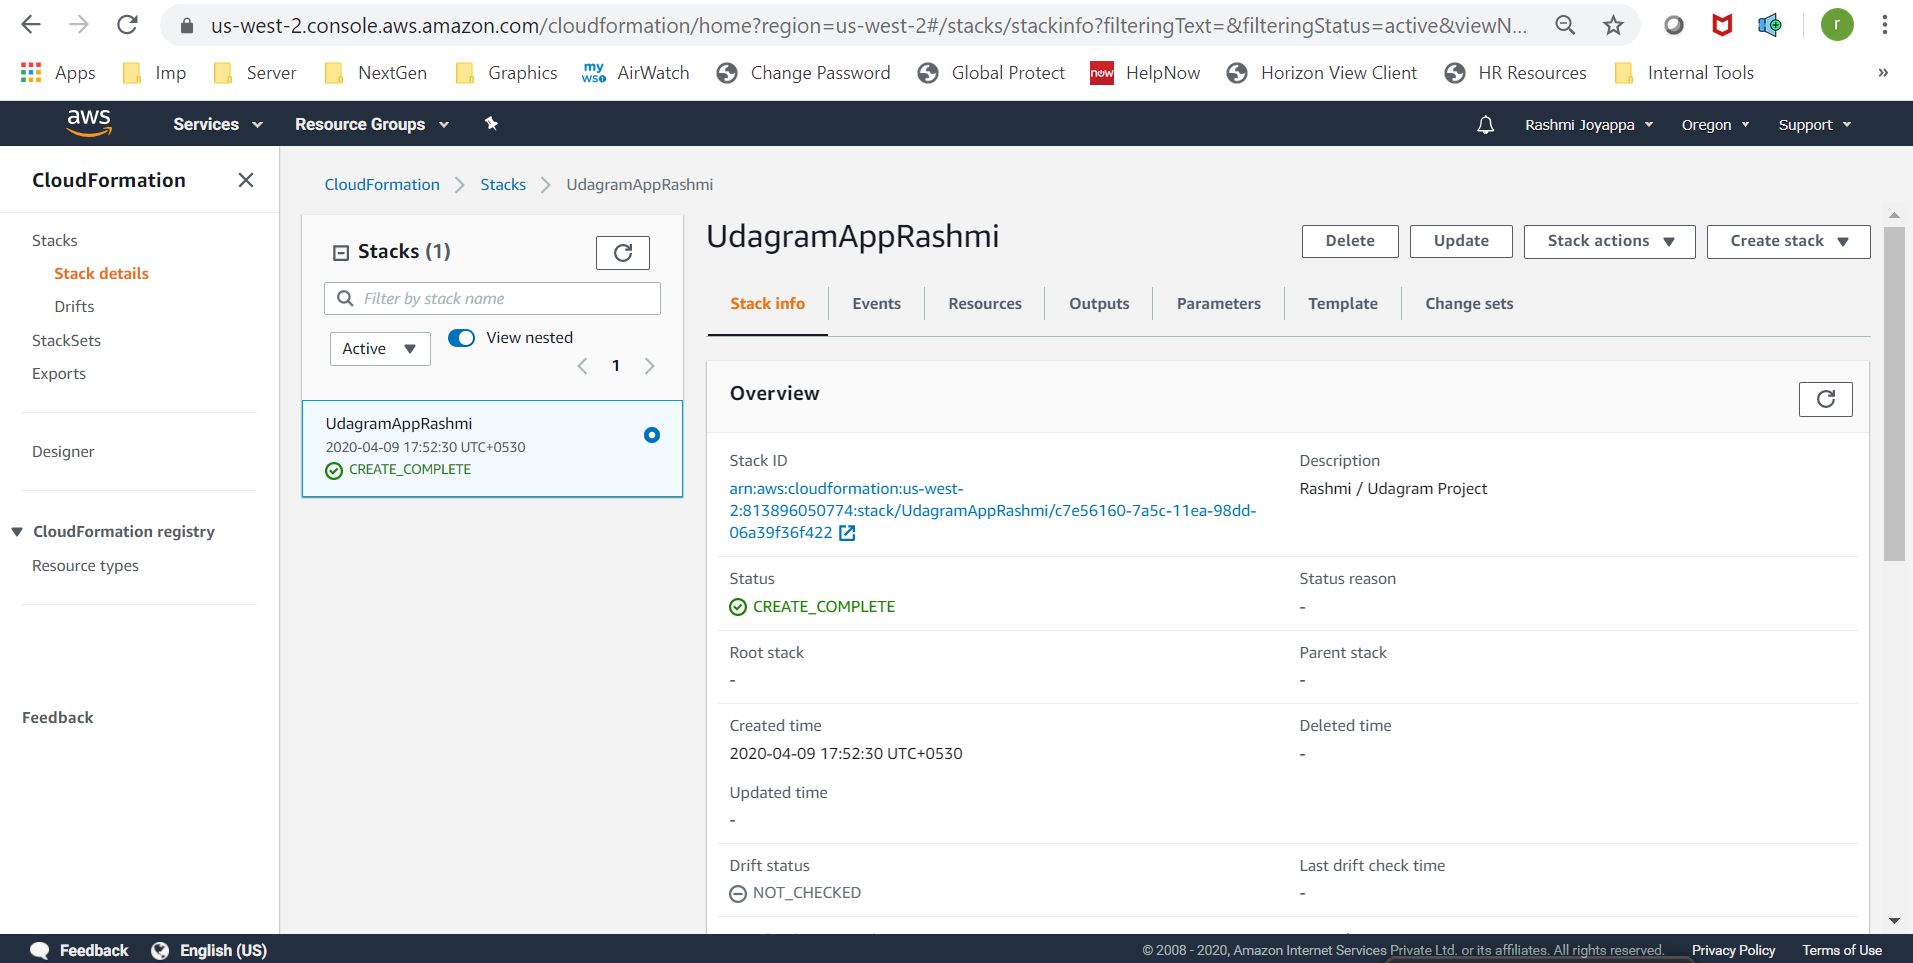 us-west-2.console.aws.amazon.com/cloudformation/home?region=us-west-2#/stacks/stackinfo?filteringText=&filteringStatus=active&viewN...
r
Apps Imp Server NextGen Graphics my WS1 AirWatch Change Password Global Protect now HelpNow Horizon View Client HR Resources Internal Tools »
aws Services Resource Groups Rashmi Joyappa Oregon Support
CloudFormation
Stacks
Stack details
Drifts
StackSets
Exports
Designer
CloudFormation registry
Resource types
Feedback
CloudFormation > Stacks > UdagramAppRashmi
Stacks (1)
Filter by stack name
Active View nested
1
UdagramAppRashmi
2020-04-09 17:52:30 UTC+0530
CREATE_COMPLETE
UdagramAppRashmi
Delete Update Stack actions Create stack
Stack info Events Resources Outputs Parameters Template Change sets
Overview
Stack ID
arn:aws:cloudformation:us-west-
2:813896050774:stack/UdagramAppRashmi/c7e56160-7a5c-11ea-98dd-
06a39f36f422
Description
Rashmi / Udagram Project
Status
CREATE_COMPLETE
Status reason
-
Root stack
-
Parent stack
-
Created time
2020-04-09 17:52:30 UTC+0530
Deleted time
-
Updated time
-
Drift status
NOT_CHECKED
Last drift check time
-
Feedback English (US) © 2008 - 2020, Amazon Internet Services Private Ltd. or its affiliates. All rights reserved. Privacy Policy Terms of Use